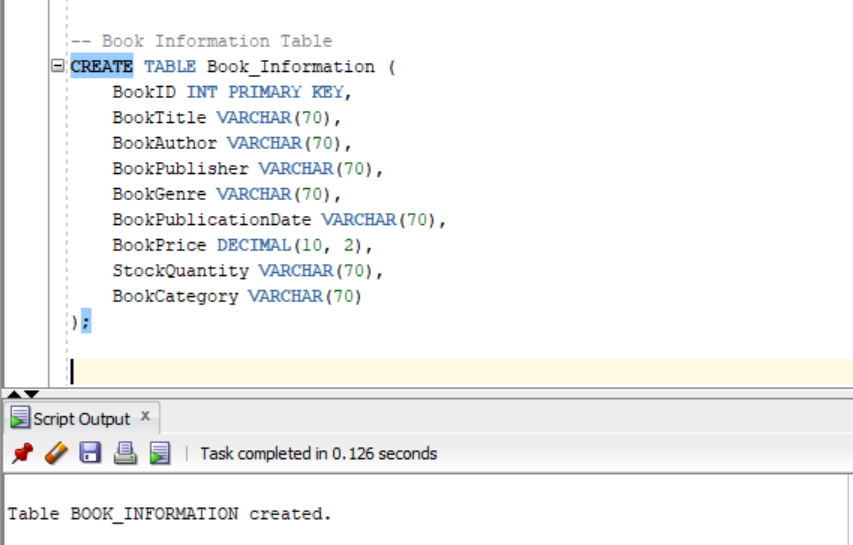 -- Book Information Table
CREATE TABLE Book_Information (
BookID INT PRIMARY KEY,
BookTitle VARCHAR(70),
BookAuthor VARCHAR(70),
BookPublisher VARCHAR(70),
BookGenre VARCHAR(70),
BookPublicationDate VARCHAR(70),
BookPrice DECIMAL(10, 2),
StockQuantity VARCHAR(70),
BookCategory VARCHAR(70)
);
Script Output x
Task completed in 0.126 seconds
Table BOOK_INFORMATION created.